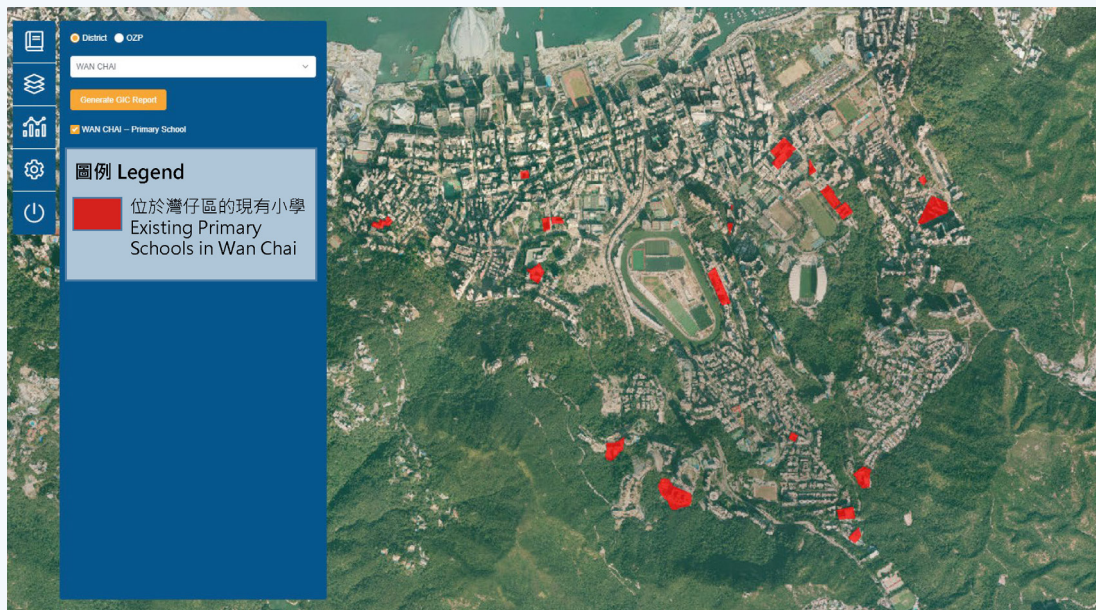 District OZP
WAN CHAI
Generate GIC Report
WAN CHAI – Primary School
圖例 Legend
位於灣仔區的現有小學
Existing Primary
Schools in Wan Chai